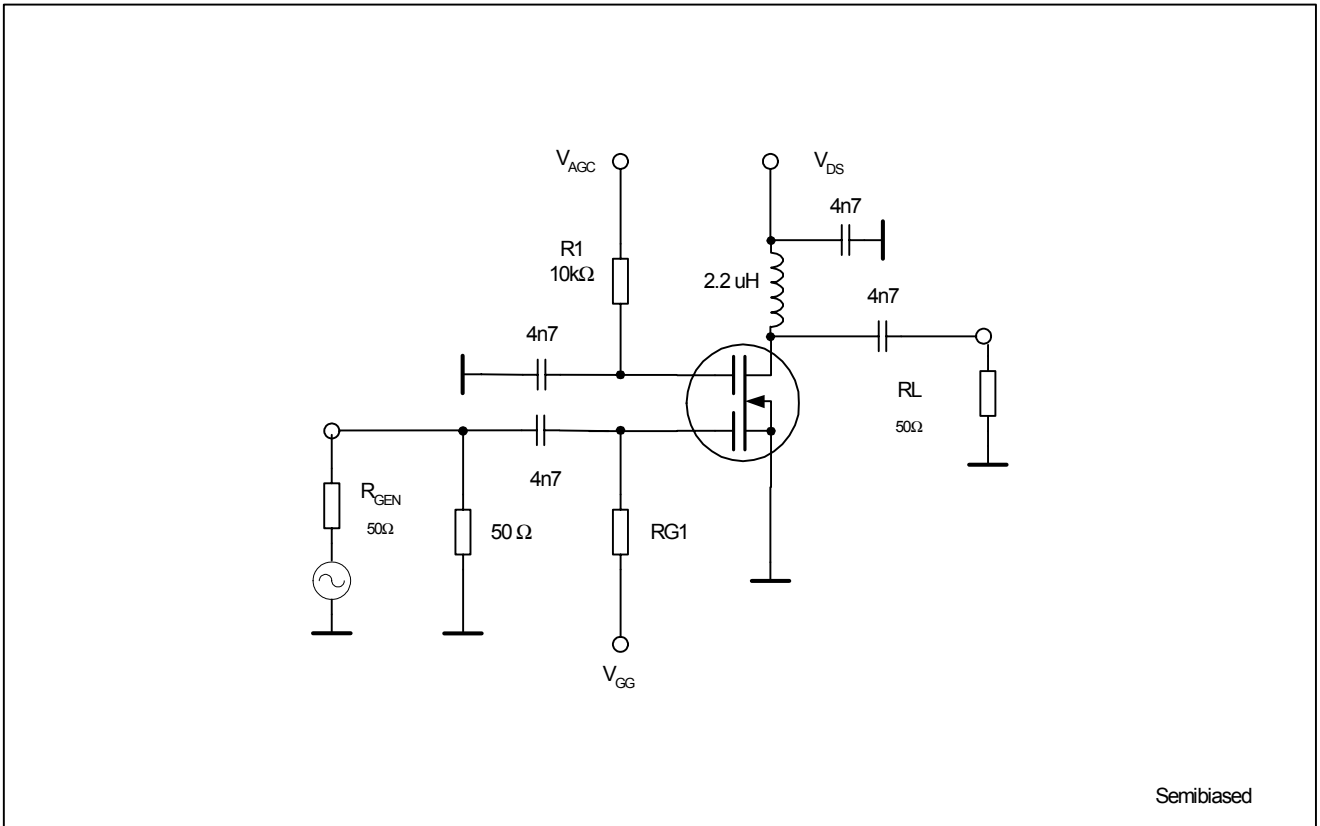 V_AGC
V_DS
4n7
R1
10kΩ
2.2 uH
4n7
4n7
RL
50Ω
4n7
R_GEN
50Ω
50 Ω
RG1
V_GG
Semibiased